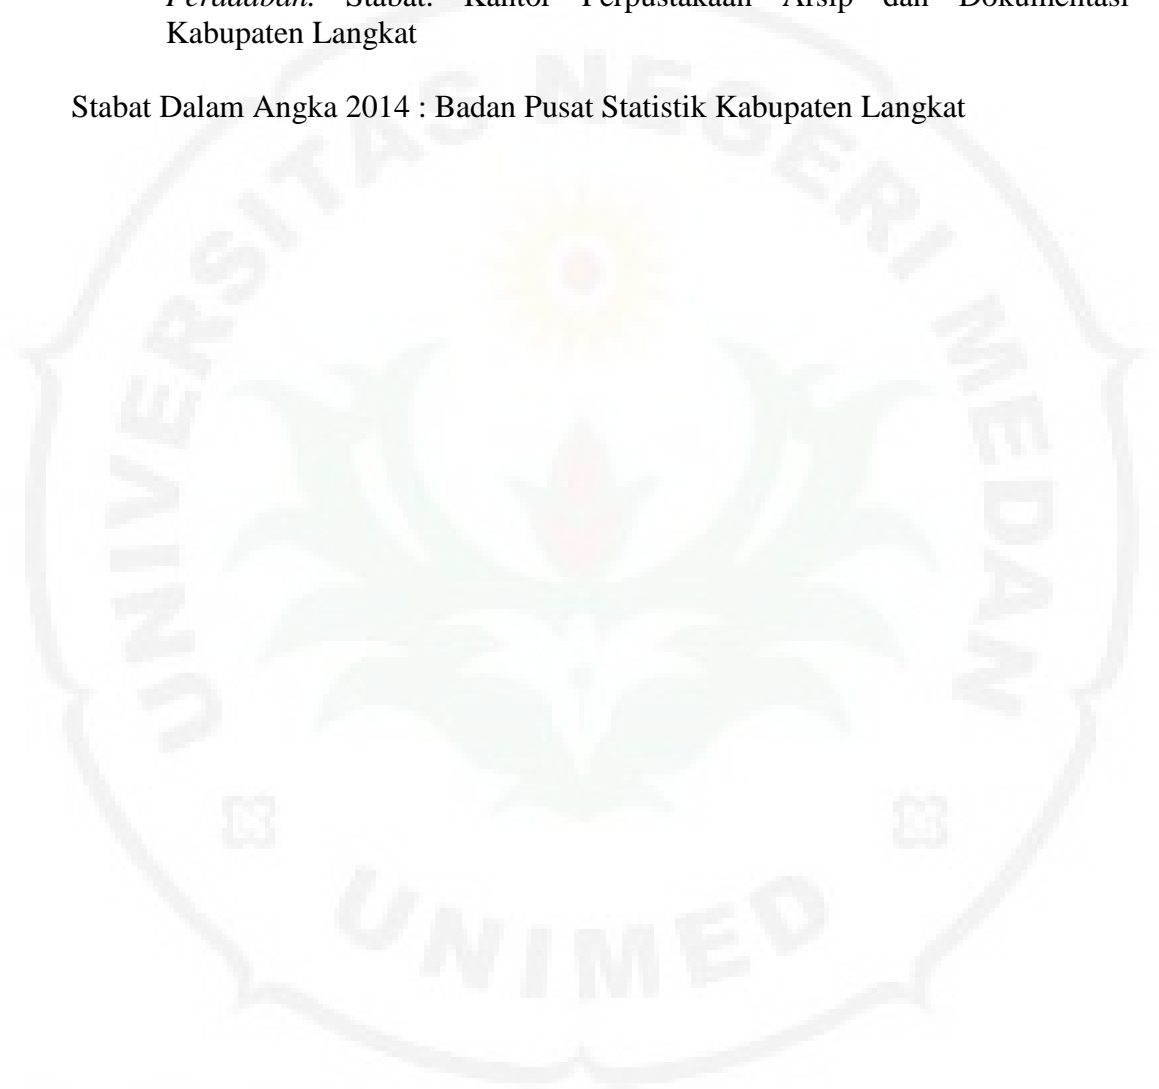 Peradaban. Stabat: Kantor Perpustakaan Arsip dan Dokumentasi
Kabupaten Langkat
Stabat Dalam Angka 2014 : Badan Pusat Statistik Kabupaten Langkat
UNIVERSITAS NEGERI MEDAN
UNIMED